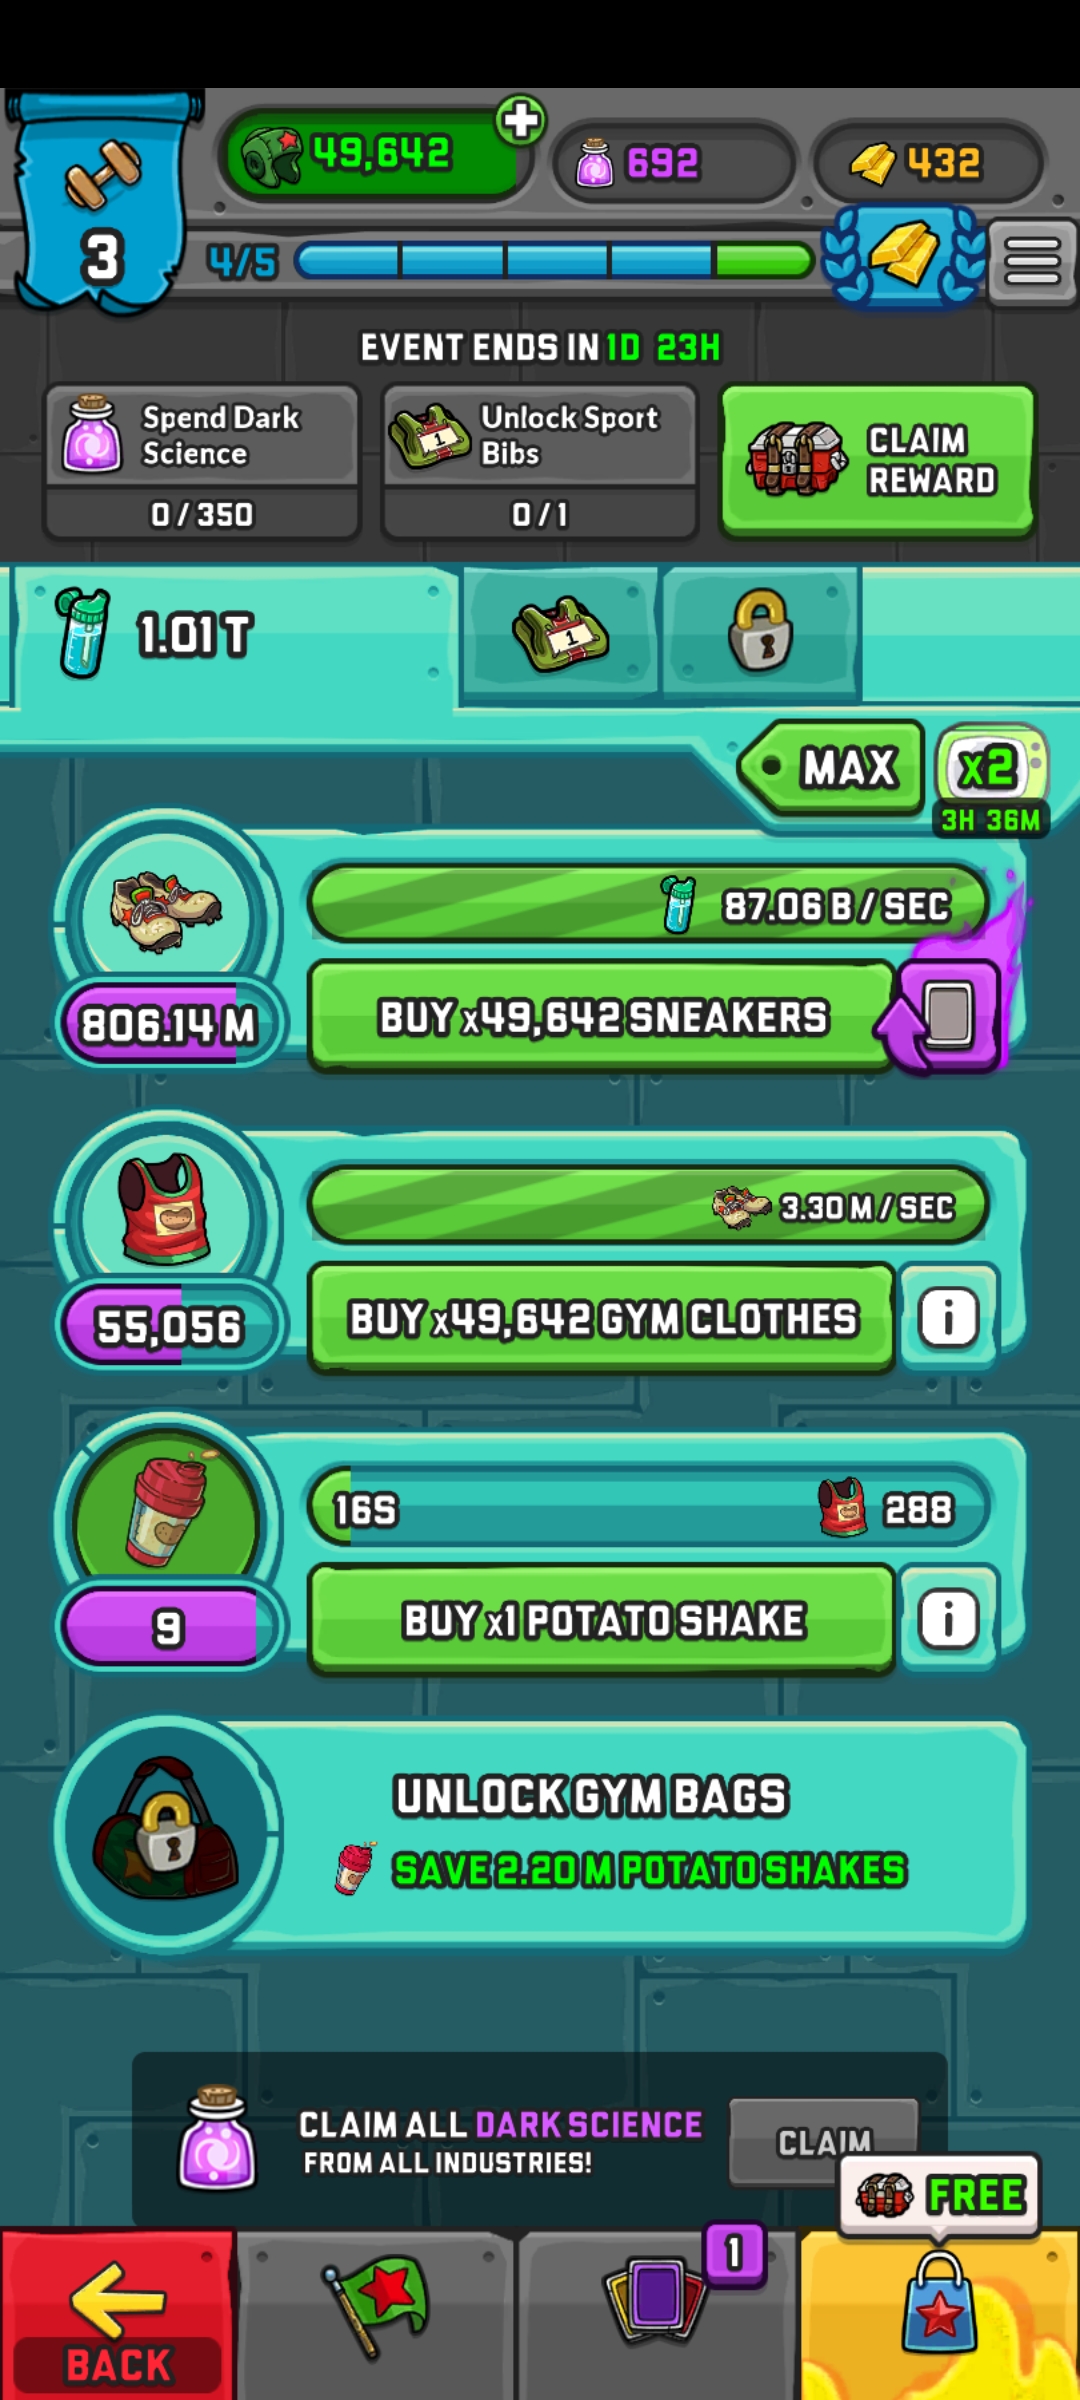 49,642
692
432
3
4/5
EVENT ENDS IN 1D 23H
Spend Dark
Science
0 / 350
1
Unlock Sport
Bibs
0 / 1
CLAIM
REWARD
1.01 T
1
MAX
x2
3H 36M
87.06 B / SEC
806.14 M
BUY x49,642 SNEAKERS
3.30 M / SEC
55,056
BUY x49,642 GYM CLOTHES
i
16S
288
9
BUY x1 POTATO SHAKE
i
UNLOCK GYM BAGS
SAVE 2.20 M POTATO SHAKES
CLAIM ALL DARK SCIENCE
FROM ALL INDUSTRIES!
CLAIM
FREE
1
BACK